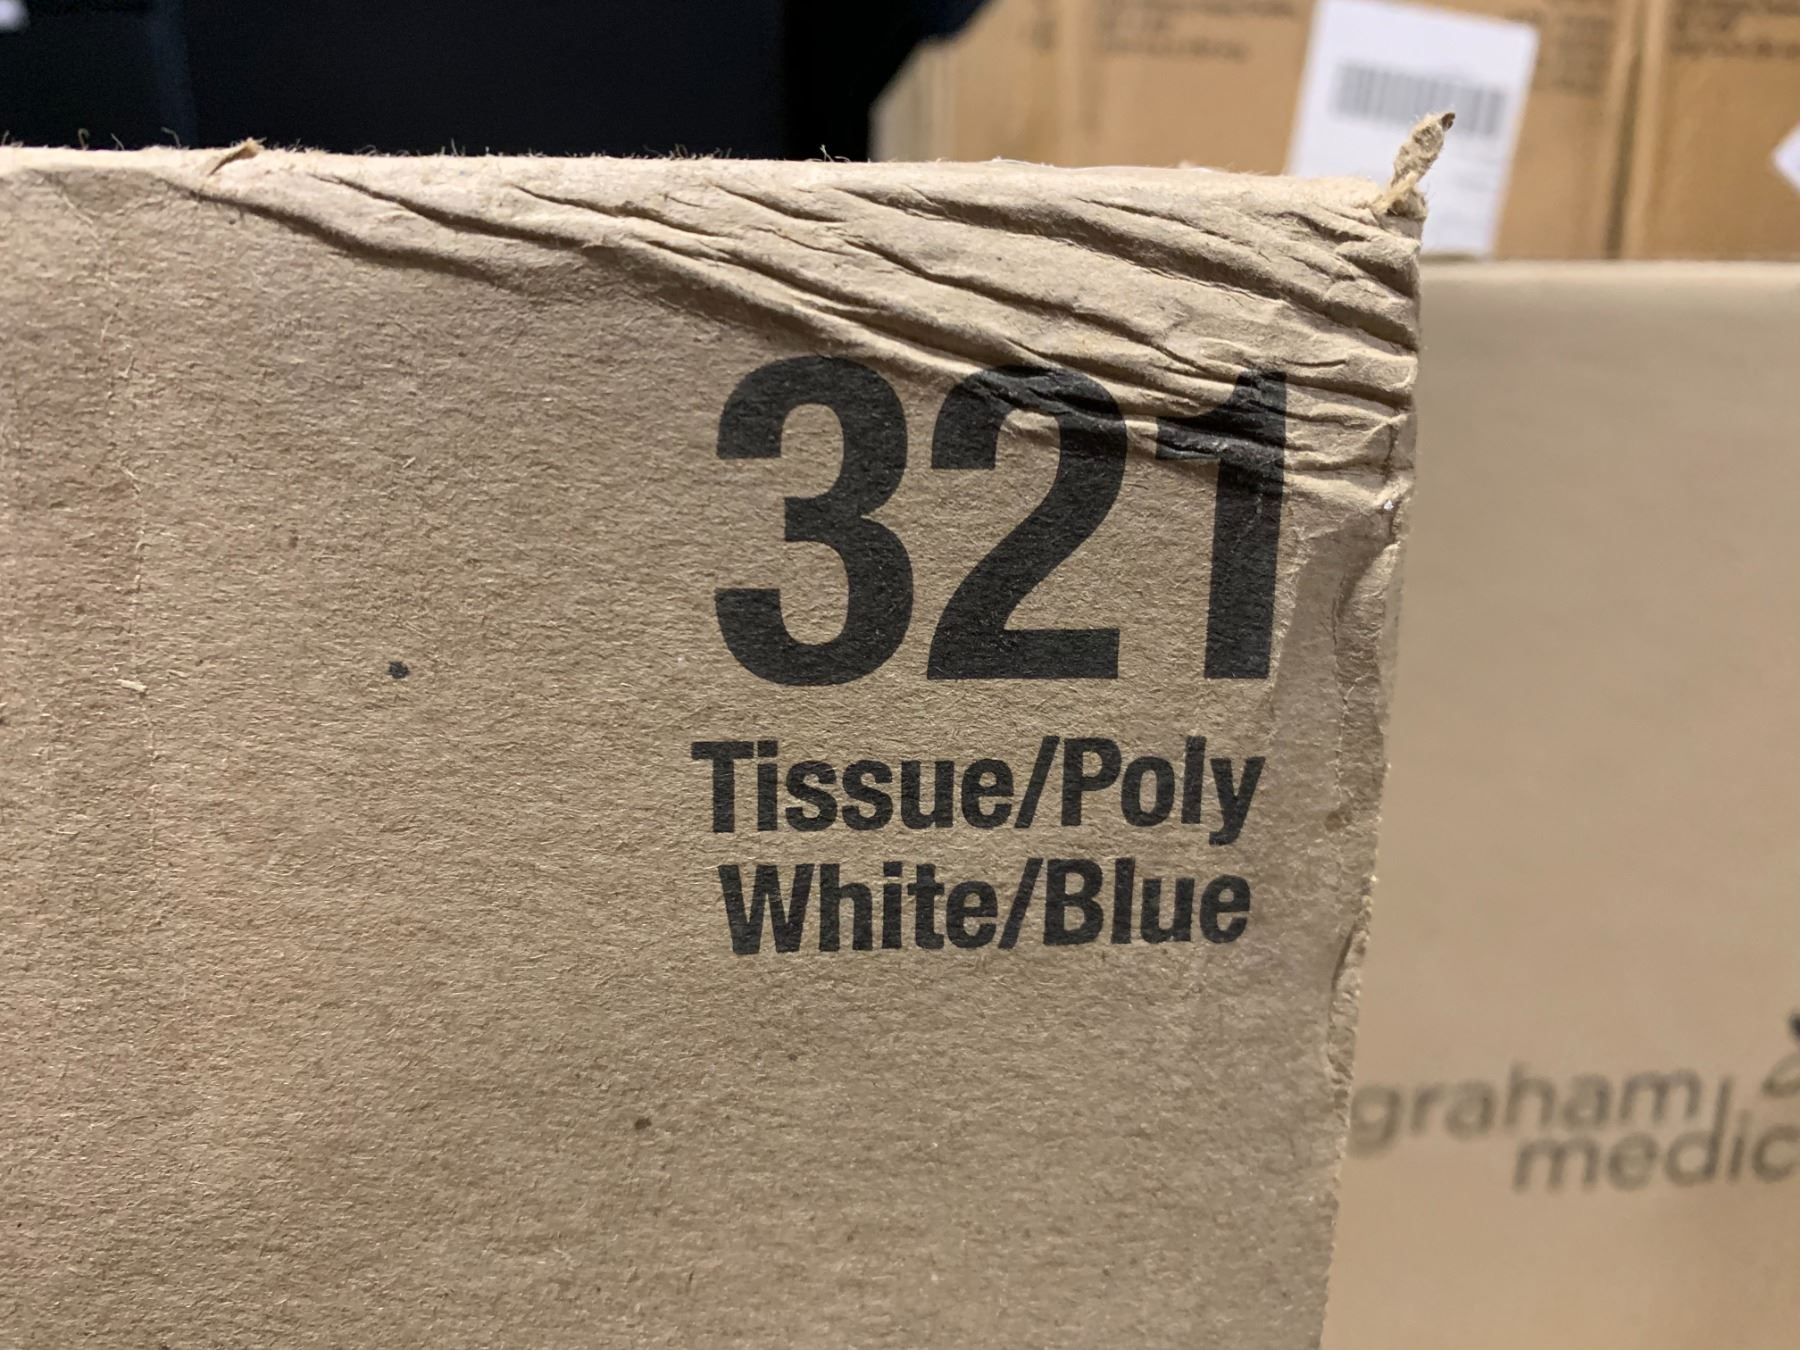 321
Tissue/Poly
White/Blue
graham
medic